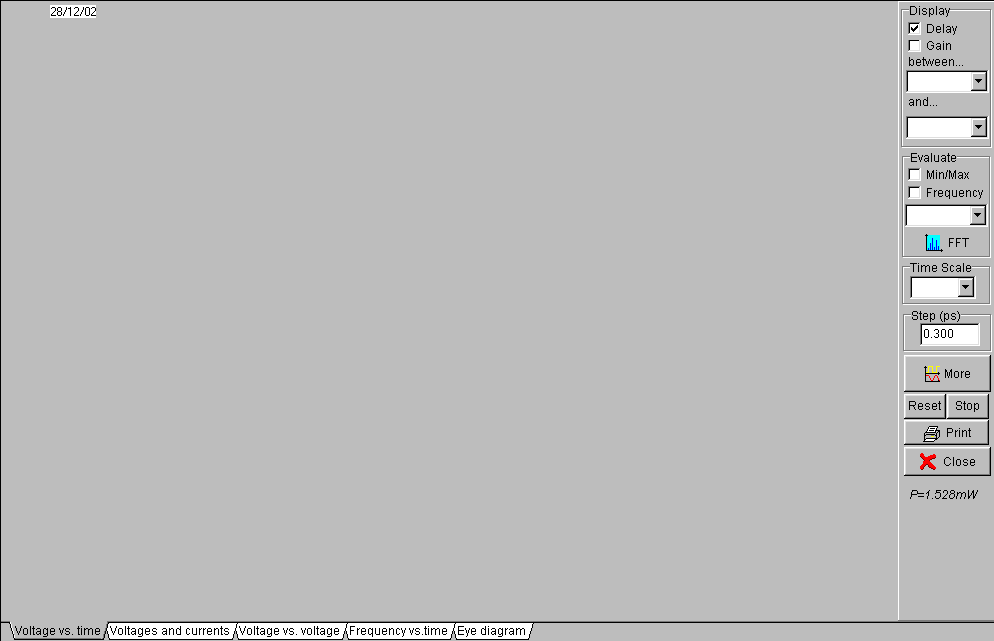 28/12/02
Display
Delay
Gain
between...
and...
Evaluate
Min/Max
Frequency
FFT
Time Scale
Step (ps)
0.300
More
Reset Stop
Print
Close
P=1.528mW
Voltage vs. time Voltages and currents Voltage vs. voltage Frequency vs.time Eye diagram